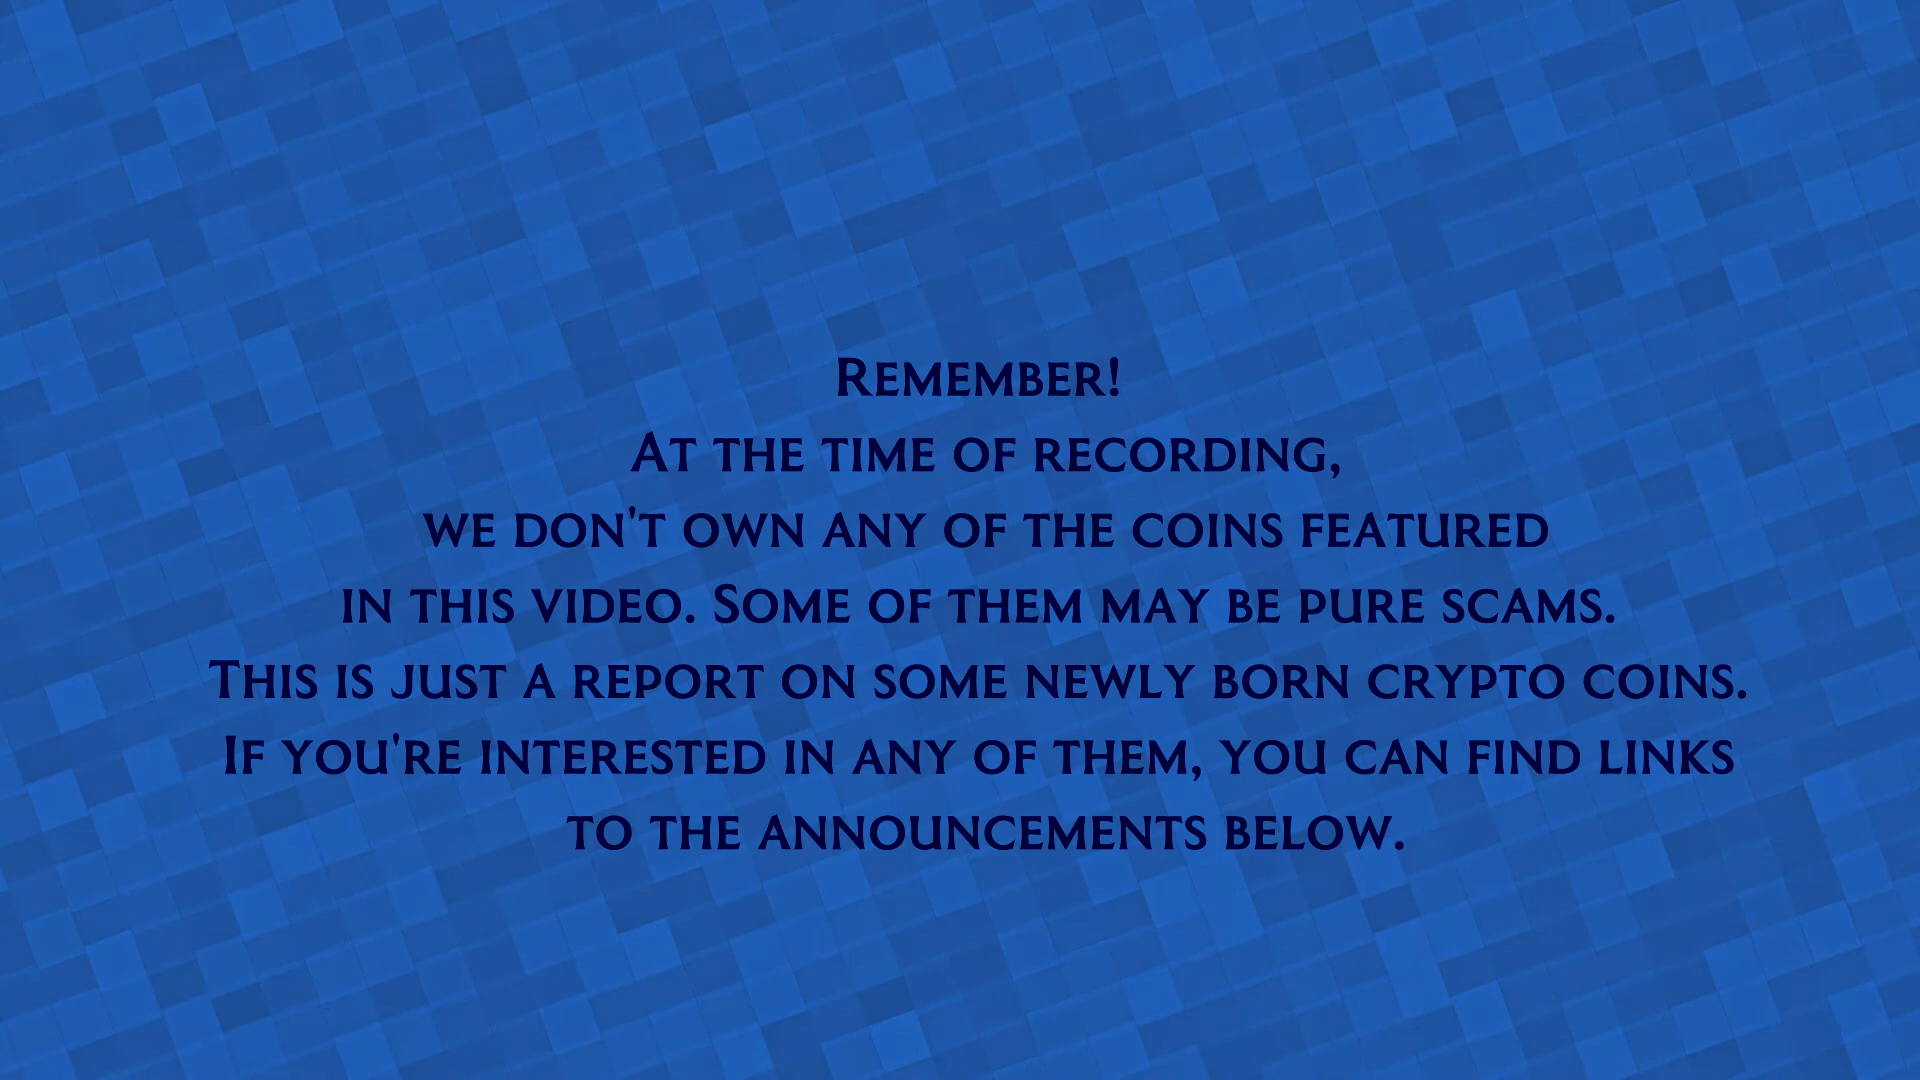 Remember!
At the time of recording,
we don't own any of the coins featured
in this video. Some of them may be pure scams.
This is just a report on some newly born crypto coins.
If you're interested in any of them, you can find links
to the announcements below.